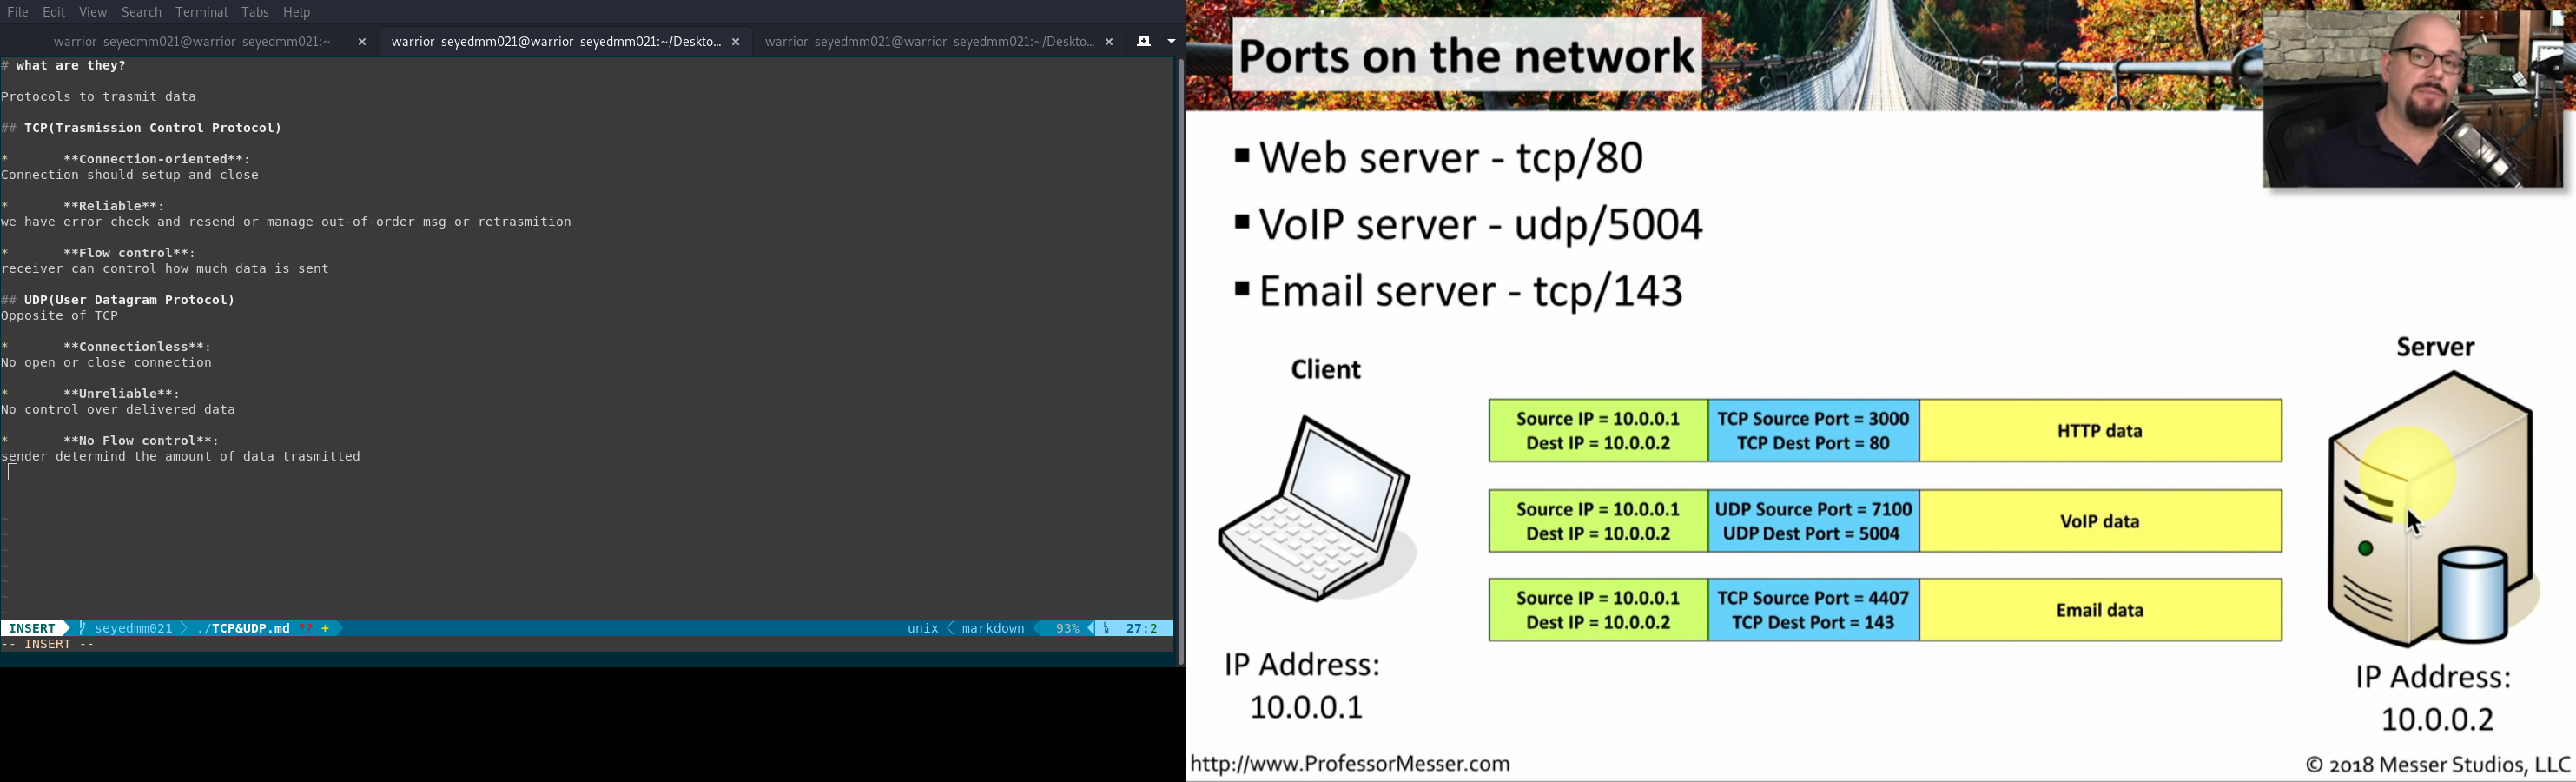 File Edit View Search Terminal Tabs Help
warrior-seyedmm021@warrior-seyedmm021:~ × warrior-seyedmm021@warrior-seyedmm021:~/Deskto... × warrior-seyedmm021@warrior-seyedmm021:~/Deskto... ×
# what are they?
Protocols to trasmit data
## TCP(Trasmission Control Protocol)
* **Connection-oriented**:
Connection should setup and close
* **Reliable**:
we have error check and resend or manage out-of-order msg or retrasmition
* **Flow control**:
receiver can control how much data is sent
## UDP(User Datagram Protocol)
Opposite of TCP
* **Connectionless**:
No open or close connection
* **Unreliable**:
No control over delivered data
* **No Flow control**:
sender determind the amount of data trasmitted
~
~
~
~
~
~
~
INSERT seyedmm021 ./TCP&UDP.md ?? + unix markdown 93% 27:2
-- INSERT --
Ports on the network
▪ Web server - tcp/80
▪ VoIP server - udp/5004
▪ Email server - tcp/143
Client
Server
Source IP = 10.0.0.1
Dest IP = 10.0.0.2
TCP Source Port = 3000
TCP Dest Port = 80
HTTP data
Source IP = 10.0.0.1
Dest IP = 10.0.0.2
UDP Source Port = 7100
UDP Dest Port = 5004
VoIP data
Source IP = 10.0.0.1
Dest IP = 10.0.0.2
TCP Source Port = 4407
TCP Dest Port = 143
Email data
IP Address:
10.0.0.1
IP Address:
10.0.0.2
http://www.ProfessorMesser.com
© 2018 Messer Studios, LLC